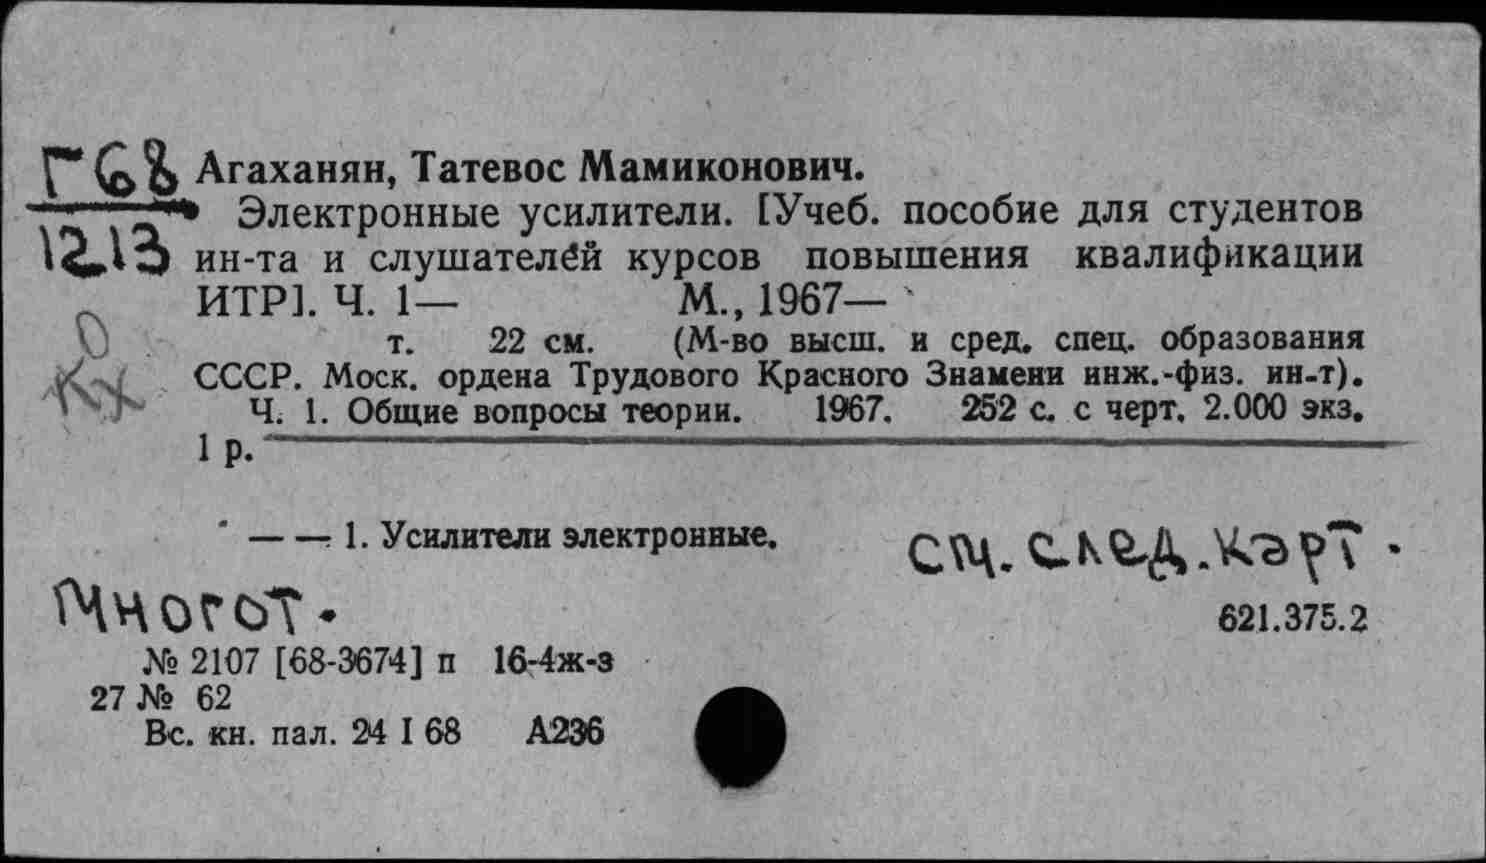 Г68
12.13
Агаханян, Татевос Мамиконович.
Электронные усилители. [Учеб. пособие для студентов
ин-та и слушателей курсов повышения квалификации
ИТР]. Ч. 1— М., 1967—
т. 22 см. (М-во высш. и сред. спец. образования
СССР. Моск. ордена Трудового Красного Знамени инж.-физ. ин-т).
Ч. 1. Общие вопросы теории. 1967. 252 с. с черт. 2.000 экз.
1 р.
— — 1. Усилители электронные.
см. след. карт.
Многот.
621.375.2
№ 2107 [68-3674] п 16-4ж-з
27 № 62
Вс. кн. пал. 24 I 68 А236